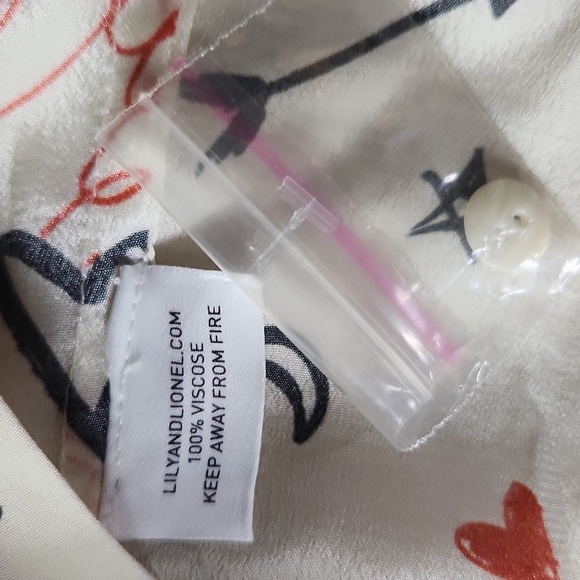 LILYANDLIONEL.COM
100% VISCOSE
KEEP AWAY FROM FIRE